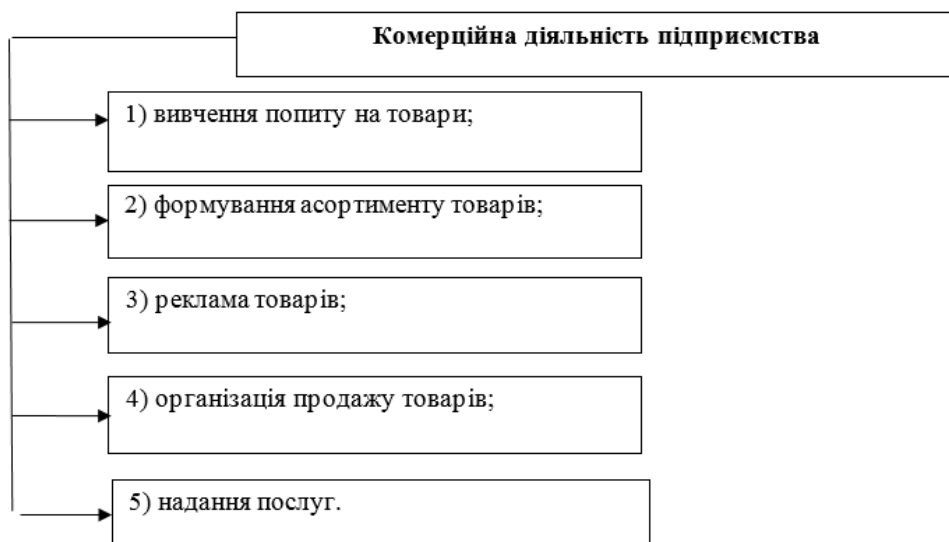 Комерційна діяльність підприємства
1) вивчення попиту на товари;
2) формування асортименту товарів;
3) реклама товарів;
4) організація продажу товарів;
5) надання послуг.